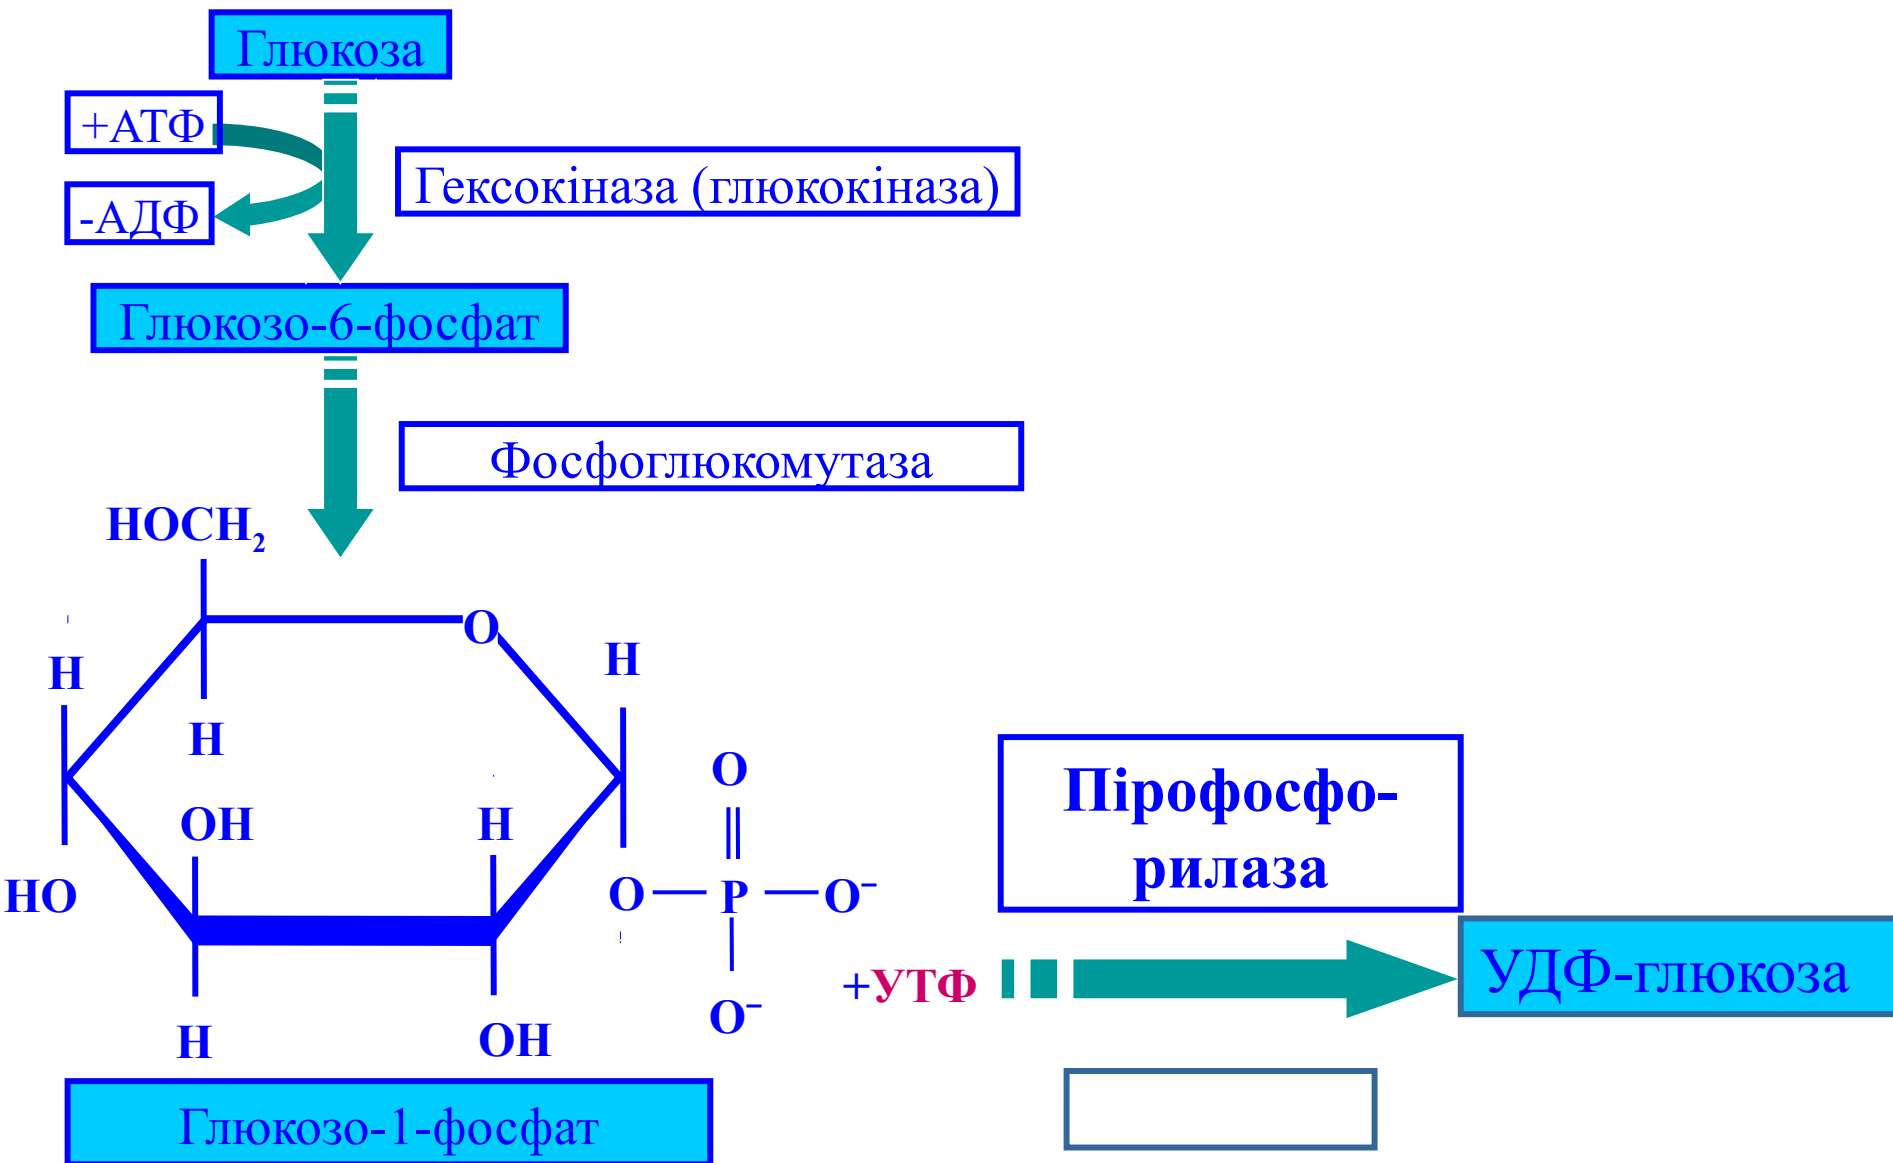 Глюкоза
+АТФ
Гексокіназа (глюкокіназа)
-АДФ
Глюкозо-6-фосфат
Фосфоглюкомутаза
HOCH₂
O
H
H
H
O
OH
H
Пірофосфо-
рилаза
HO
O
P
O⁻
+УТФ
УДФ-глюкоза
O⁻
H
OH
Глюкозо-1-фосфат